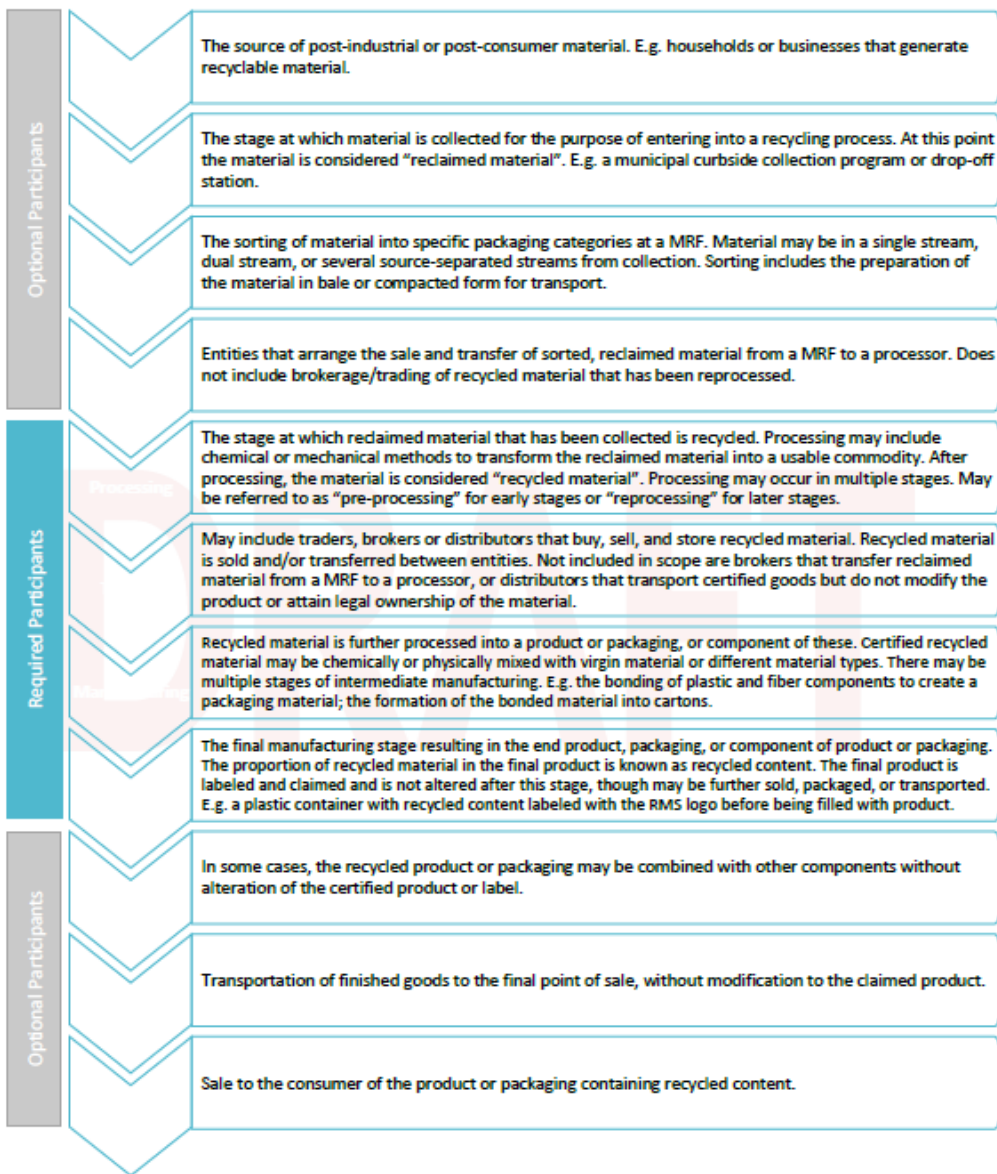 Optional Participants
The source of post-industrial or post-consumer material. E.g. households or businesses that generate
recyclable material.
The stage at which material is collected for the purpose of entering into a recycling process. At this point
the material is considered “reclaimed material”. E.g. a municipal curbside collection program or drop-off
station.
The sorting of material into specific packaging categories at a MRF. Material may be in a single stream,
dual stream, or several source-separated streams from collection. Sorting includes the preparation of
the material in bale or compacted form for transport.
Entities that arrange the sale and transfer of sorted, reclaimed material from a MRF to a processor. Does
not include brokerage/trading of recycled material that has been reprocessed.
Required Participants
Processing
The stage at which reclaimed material that has been collected is recycled. Processing may include
chemical or mechanical methods to transform the reclaimed material into a usable commodity. After
processing, the material is considered “recycled material”. Processing may occur in multiple stages. May
be referred to as “pre-processing” for early stages or “reprocessing” for later stages.
May include traders, brokers or distributors that buy, sell, and store recycled material. Recycled material
is sold and/or transferred between entities. Not included in scope are brokers that transfer reclaimed
material from a MRF to a processor, or distributors that transport certified goods but do not modify the
product or attain legal ownership of the material.
Manufacturing
Recycled material is further processed into a product or packaging, or component of these. Certified recycled
material may be chemically or physically mixed with virgin material or different material types. There may be
multiple stages of intermediate manufacturing. E.g. the bonding of plastic and fiber components to create a
packaging material; the formation of the bonded material into cartons.
The final manufacturing stage resulting in the end product, packaging, or component of product or packaging.
The proportion of recycled material in the final product is known as recycled content. The final product is
labeled and claimed and is not altered after this stage, though may be further sold, packaged, or transported.
E.g. a plastic container with recycled content labeled with the RMS logo before being filled with product.
DRAFT
Optional Participants
In some cases, the recycled product or packaging may be combined with other components without
alteration of the certified product or label.
Transportation of finished goods to the final point of sale, without modification to the claimed product.
Sale to the consumer of the product or packaging containing recycled content.